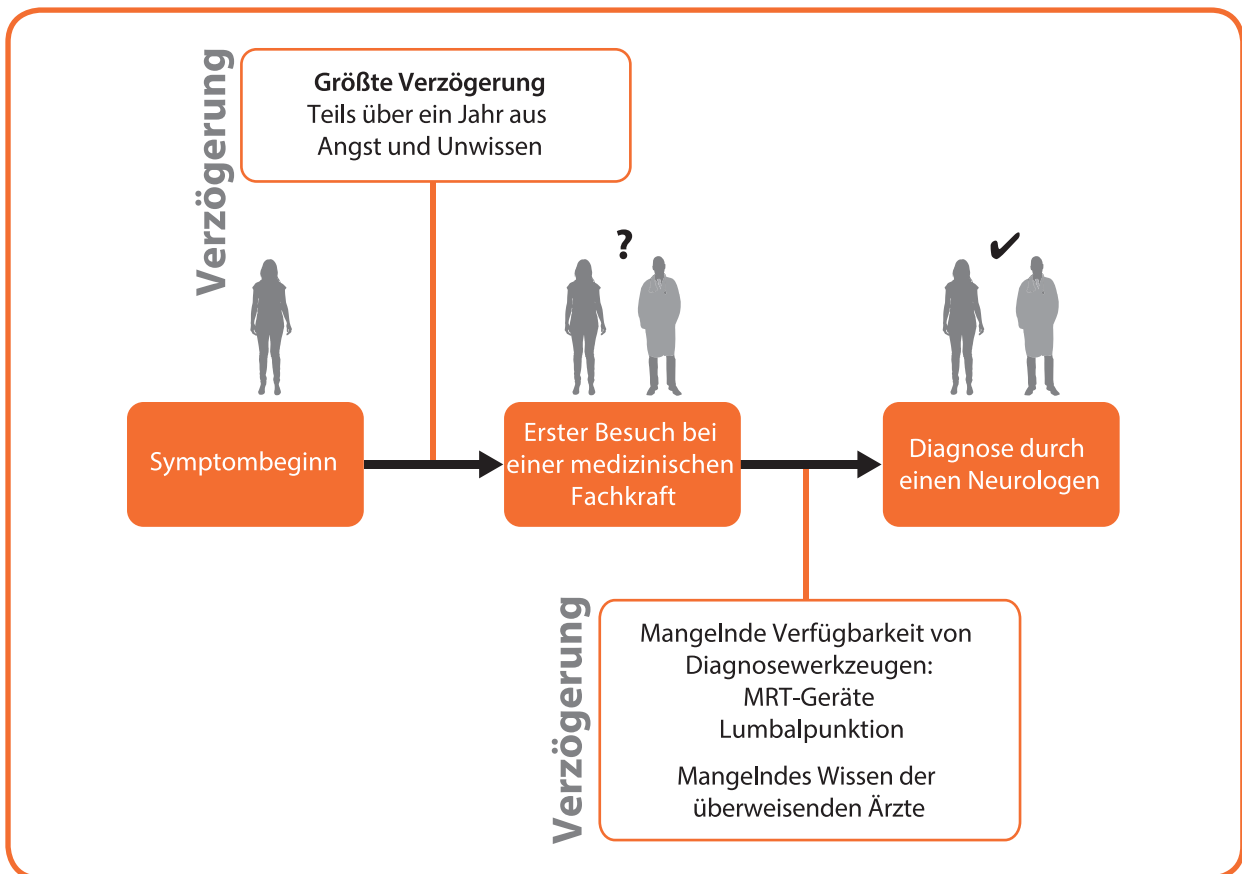 Verzögerung
Größte Verzögerung
Teils über ein Jahr aus
Angst und Unwissen
?
Symptombeginn
Erster Besuch bei
einer medizinischen
Fachkraft
Diagnose durch
einen Neurologen
Verzögerung
Mangelnde Verfügbarkeit von
Diagnosewerkzeugen:
MRT-Geräte
Lumbalpunktion
Mangelndes Wissen der
überweisenden Ärzte